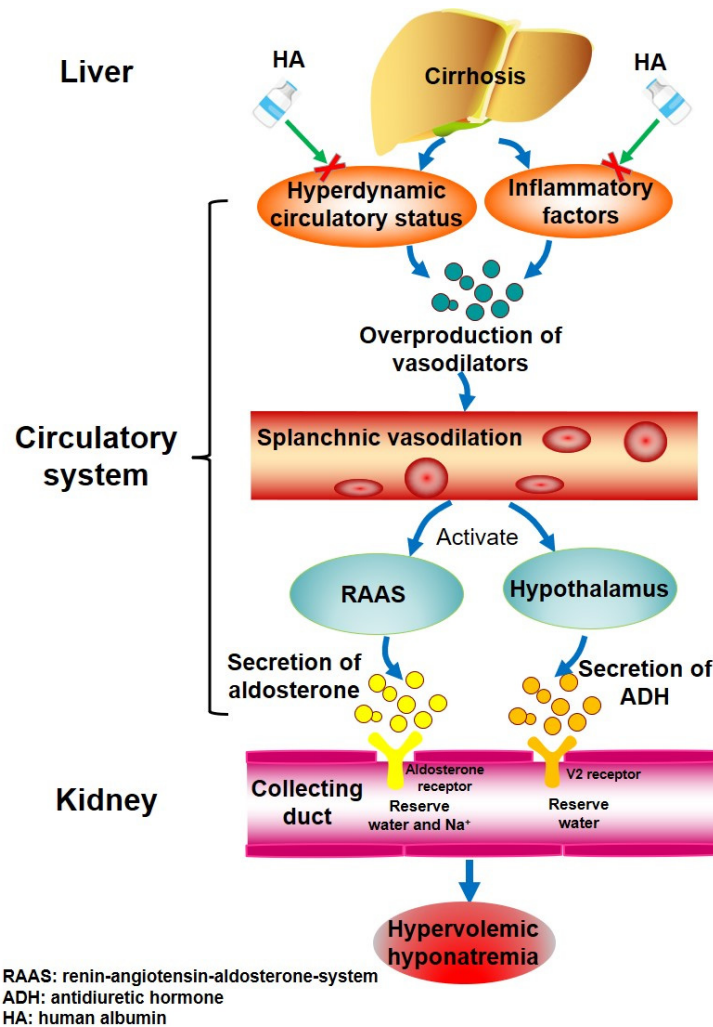 HA
HA
Liver
Cirrhosis
Hyperdynamic
circulatory status
Inflammatory
factors
Overproduction of
vasodilators
Circulatory
system
Splanchnic vasodilation
Activate
RAAS
Hypothalamus
Secretion of
aldosterone
Secretion of
ADH
Kidney
Collecting
duct
Aldosterone
receptor
Reserve
water and Na⁺
V2 receptor
Reserve
water
Hypervolemic
hyponatremia
RAAS: renin-angiotensin-aldosterone-system
ADH: antidiuretic hormone
HA: human albumin